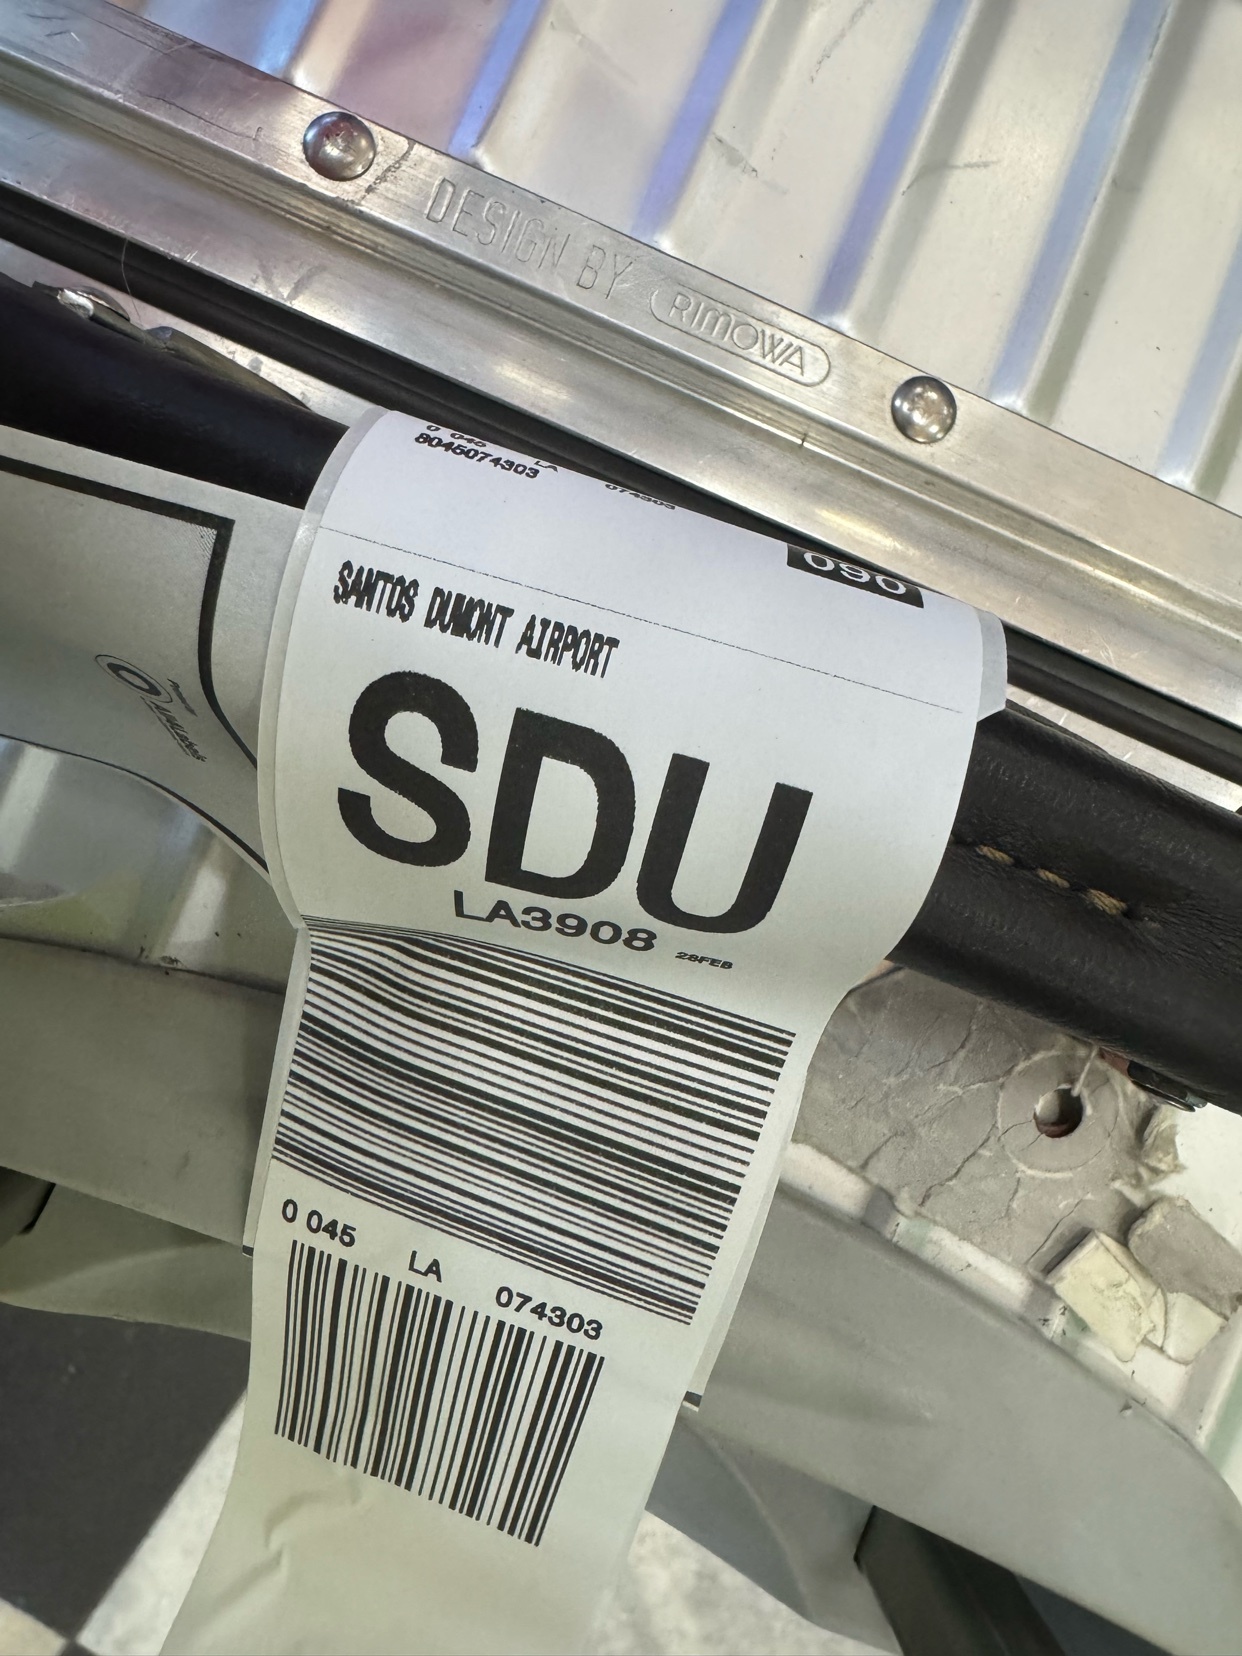 DESIGN BY RIMOWA
0 045 LA 074303
8045074303
090
SANTOS DUMONT AIRPORT
SDU
LA3908 28FEB
0 045 LA 074303